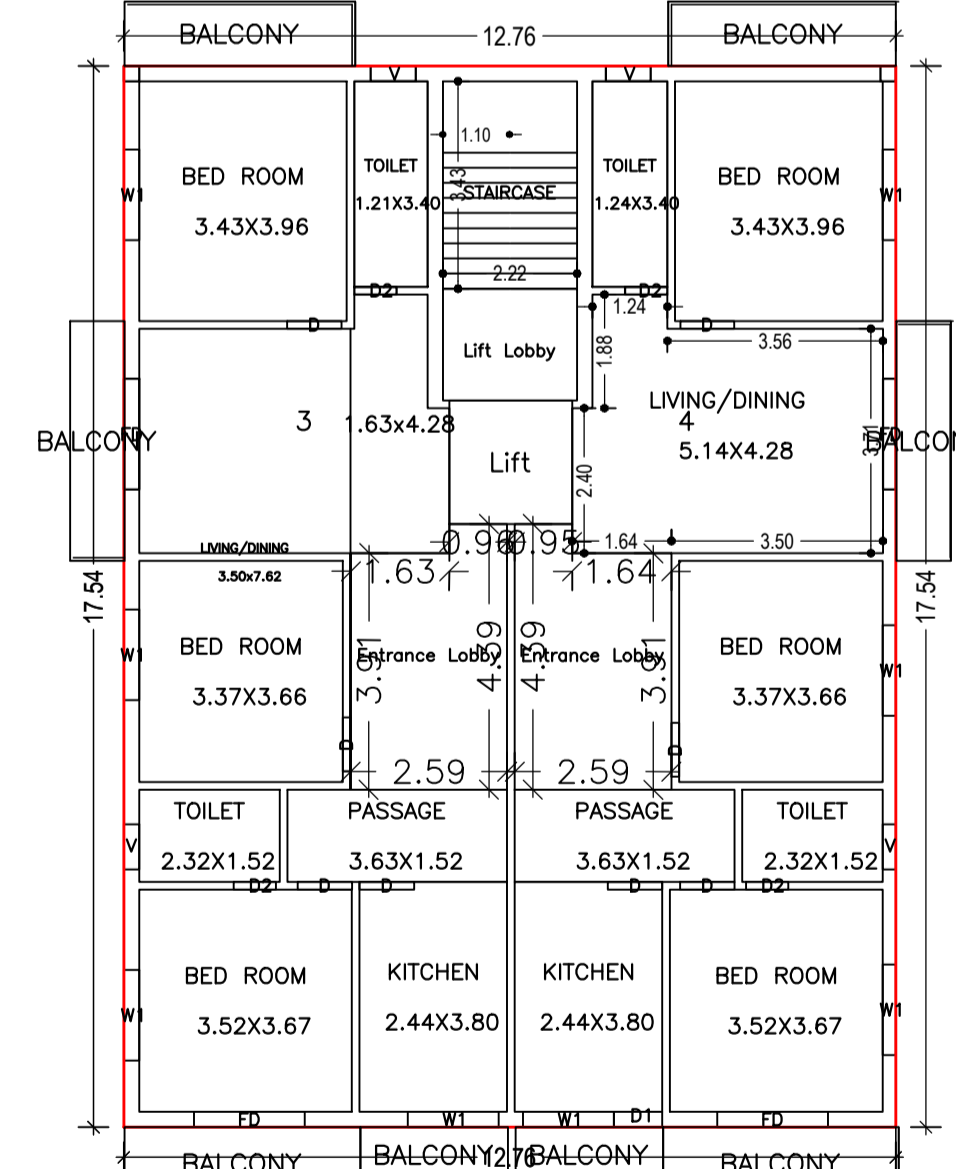 BALCONY
BALCONY
12.76
V
V
1.10
TOILET
1.21X3.40
3.43
STAIRCASE
TOILET
1.24X3.40
BED ROOM
3.43X3.96
BED ROOM
3.43X3.96
W1
W1
2.22
D2
D2
1.24
D
D
Lift Lobby
1.88
3.56
LIVING/DINING
4
5.14X4.28
3
1.63x4.28
BALCONY
FD
3.71
FD
Lift
2.40
LIVING/DINING
3.50x7.62
0.96
0.95
1.64
3.50
1.63
1.64
17.54
17.54
BED ROOM
3.37X3.66
BED ROOM
3.37X3.66
W1
W1
3.91
Entrance Lobby
4.39
4.39
Entrance Lobby
3.91
D
D
2.59
2.59
TOILET
2.32X1.52
PASSAGE
3.63X1.52
PASSAGE
3.63X1.52
TOILET
2.32X1.52
V
V
D2
D
D
D
D
D2
BED ROOM
3.52X3.67
KITCHEN
2.44X3.80
KITCHEN
2.44X3.80
BED ROOM
3.52X3.67
W1
W1
FD
W1
W1
D1
FD
BALCONY
BALCONY
12.76
BALCONY
BALCONY